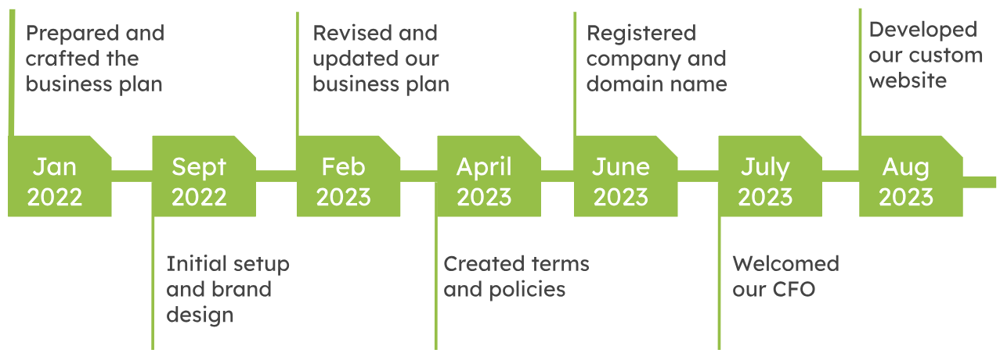 Prepared and
crafted the
business plan
Revised and
updated our
business plan
Registered
company and
domain name
Developed
our custom
website
Jan
2022
Sept
2022
Feb
2023
April
2023
June
2023
July
2023
Aug
2023
Initial setup
and brand
design
Created terms
and policies
Welcomed
our CFO